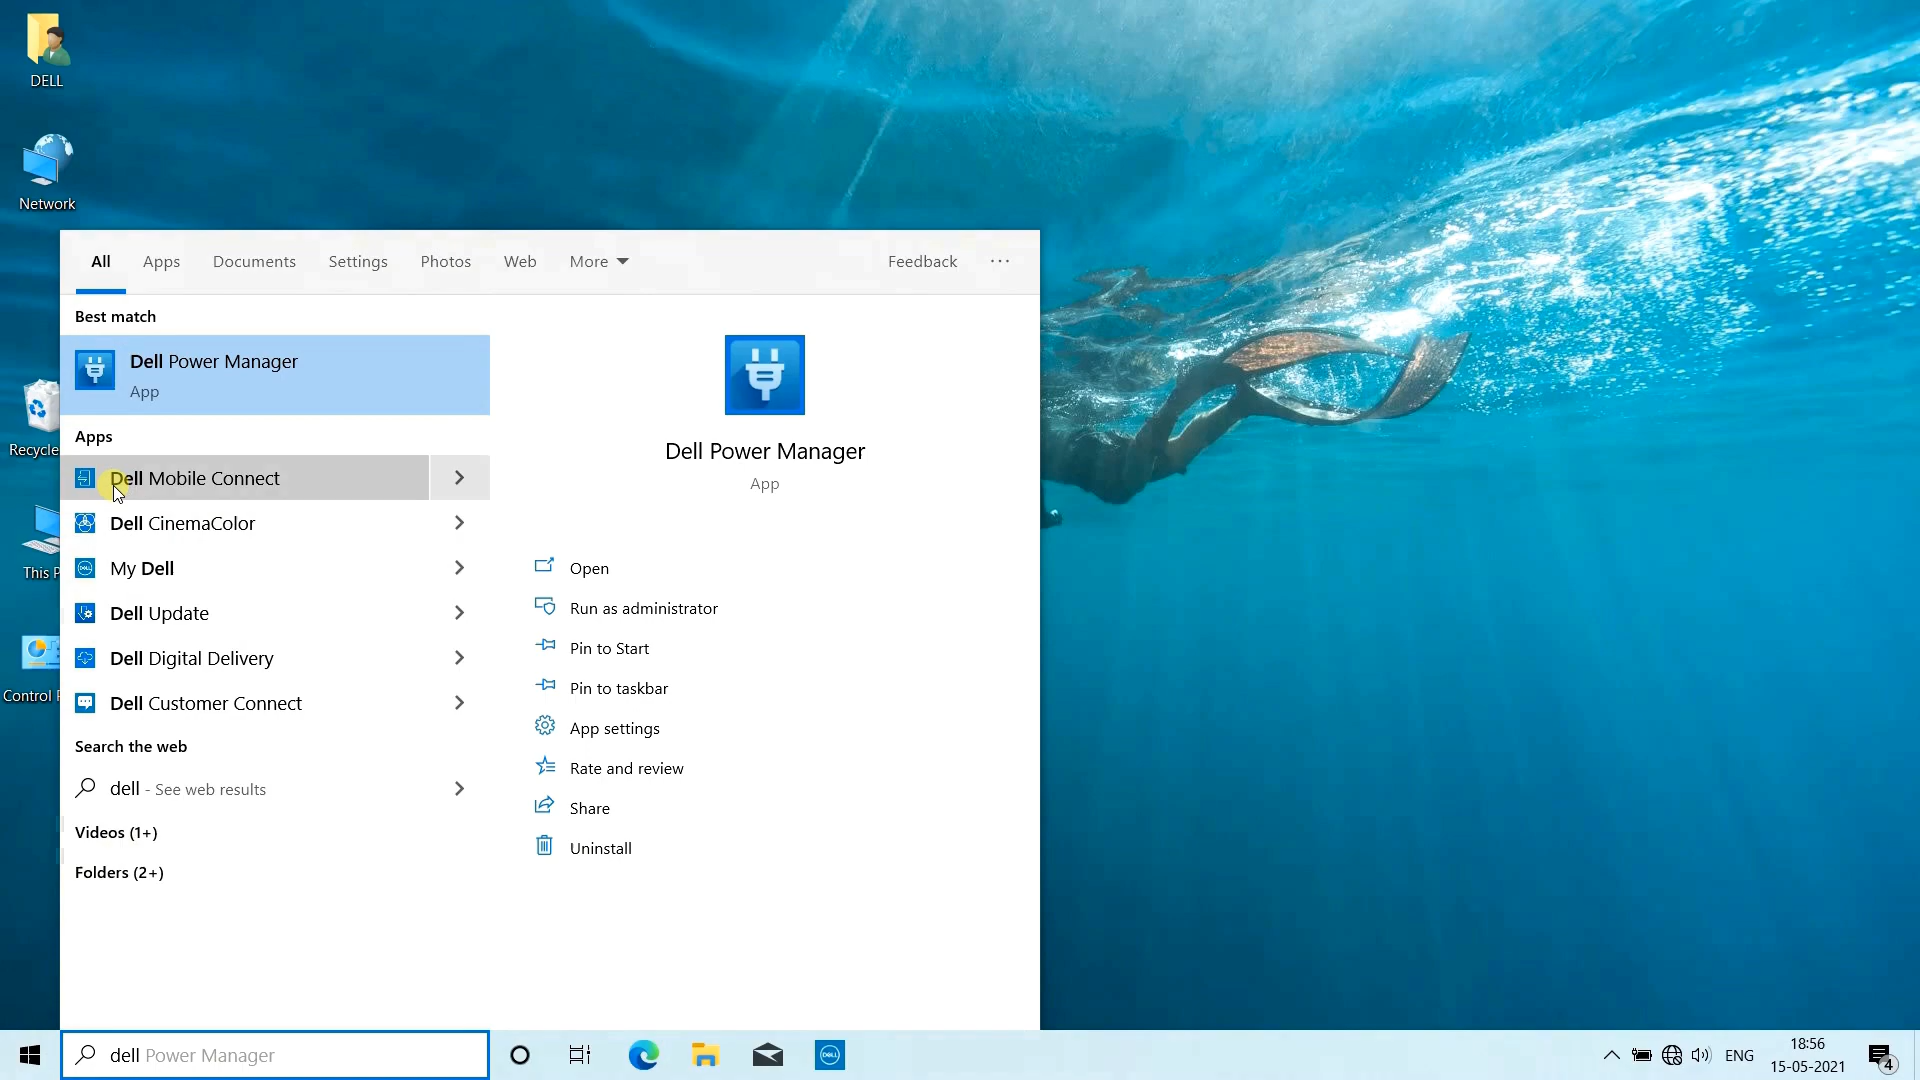 DELL
Network
Recycle
This P
Control P
All Apps Documents Settings Photos Web More Feedback ...
Best match
Dell Power Manager
App
Apps
Dell Mobile Connect
Dell CinemaColor
My Dell
Dell Update
Dell Digital Delivery
Dell Customer Connect
Search the web
dell - See web results
Videos (1+)
Folders (2+)
Dell Power Manager
App
Open
Run as administrator
Pin to Start
Pin to taskbar
App settings
Rate and review
Share
Uninstall
dell Power Manager
DELL
ENG
18:56
15-05-2021
4